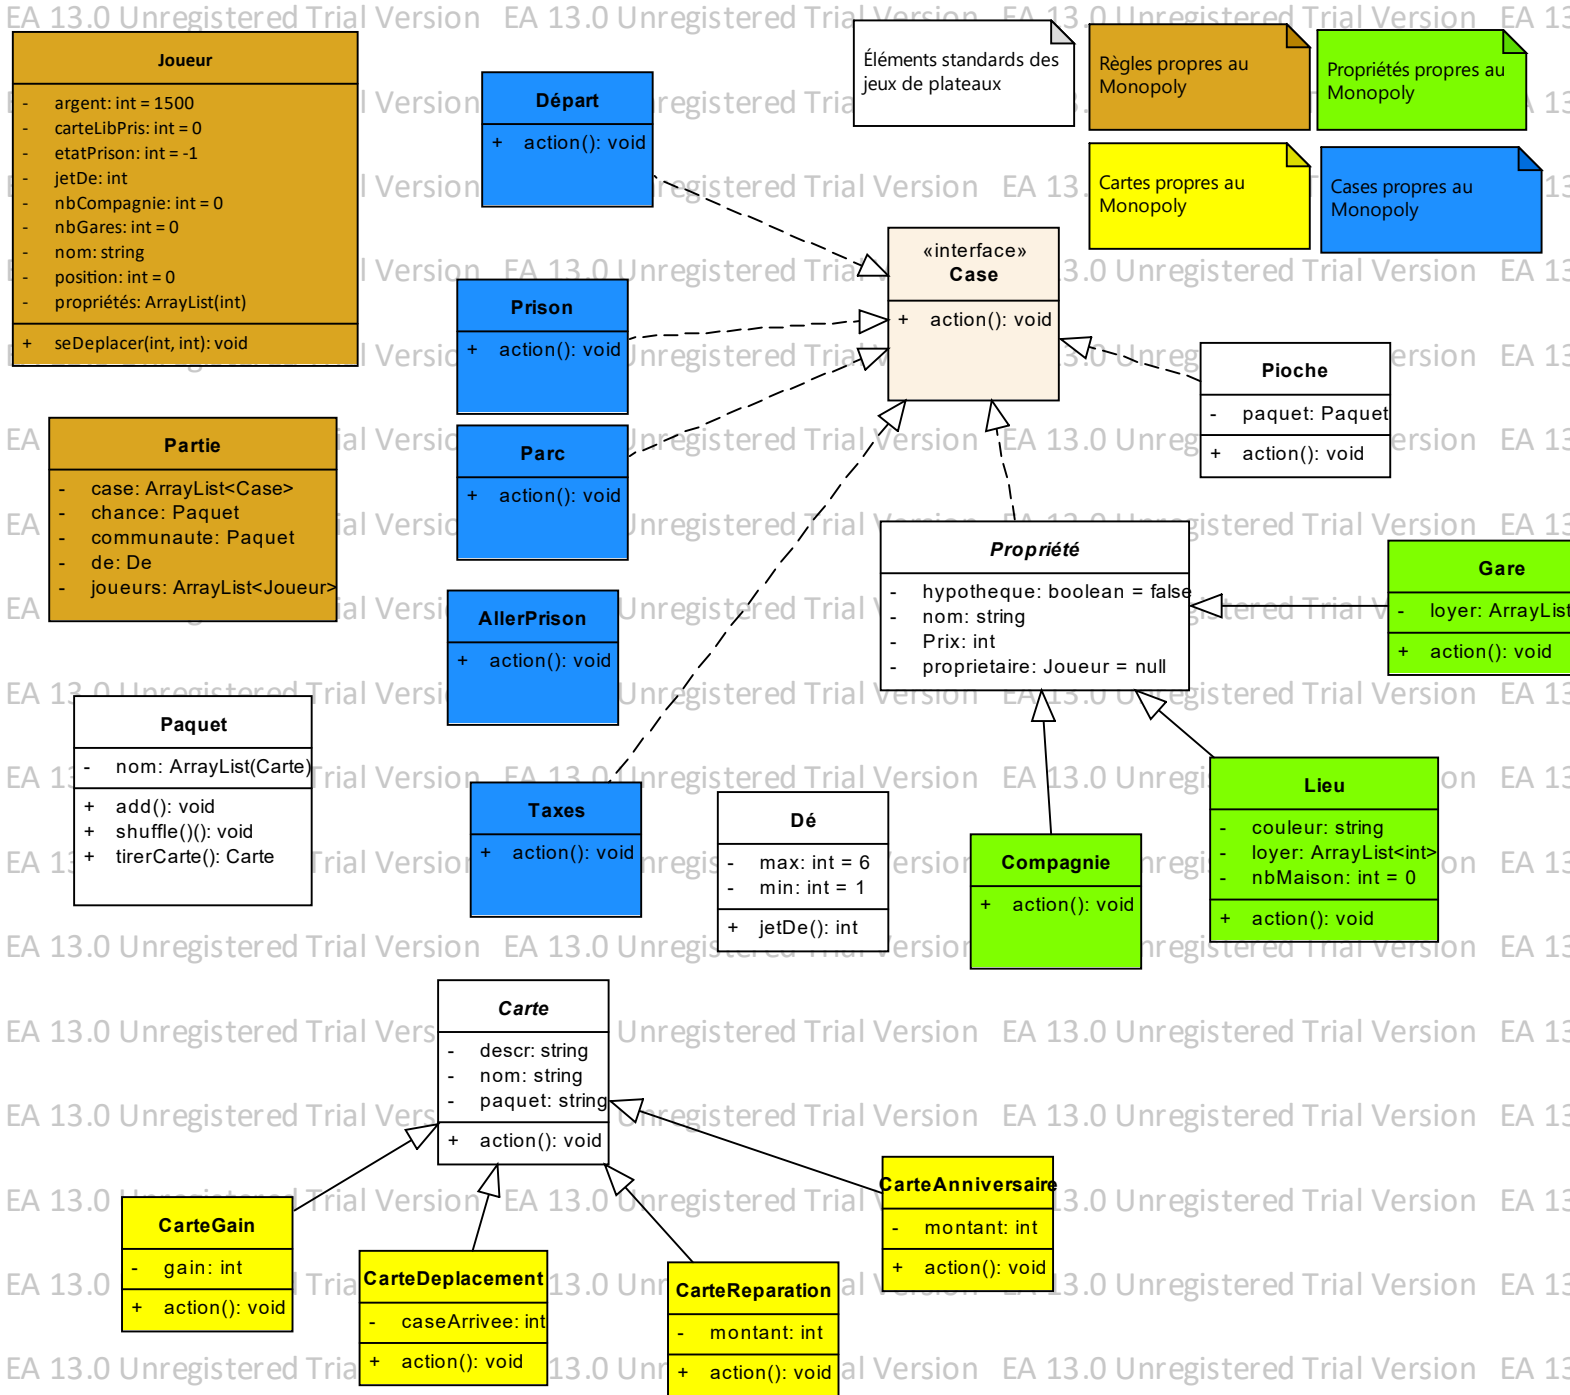 EA 13.0 Unregistered Trial Version
Joueur
- argent: int = 1500
- carteLibPris: int = 0
- etatPrison: int = -1
- jetDe: int
- nbCompagnie: int = 0
- nbGares: int = 0
- nom: string
- position: int = 0
- propriétés: ArrayList(int)
+ seDeplacer(int, int): void
Départ
+ action(): void
Éléments standards des
jeux de plateaux
Règles propres au
Monopoly
Propriétés propres au
Monopoly
Cartes propres au
Monopoly
Cases propres au
Monopoly
«interface»
Case
+ action(): void
Prison
+ action(): void
Pioche
- paquet: Paquet
+ action(): void
Partie
- case: ArrayList<Case>
- chance: Paquet
- communaute: Paquet
- de: De
- joueurs: ArrayList<Joueur>
Parc
+ action(): void
Propriété
- hypotheque: boolean = false
- nom: string
- Prix: int
- proprietaire: Joueur = null
Gare
- loyer: ArrayList
+ action(): void
AllerPrison
+ action(): void
Paquet
- nom: ArrayList(Carte)
+ add(): void
+ shuffle()(): void
+ tirerCarte(): Carte
Taxes
+ action(): void
Dé
- max: int = 6
- min: int = 1
+ jetDe(): int
Compagnie
+ action(): void
Lieu
- couleur: string
- loyer: ArrayList<int>
- nbMaison: int = 0
+ action(): void
Carte
- descr: string
- nom: string
- paquet: string
+ action(): void
CarteGain
- gain: int
+ action(): void
CarteDeplacement
- caseArrivee: int
+ action(): void
CarteReparation
- montant: int
+ action(): void
CarteAnniversaire
- montant: int
+ action(): void